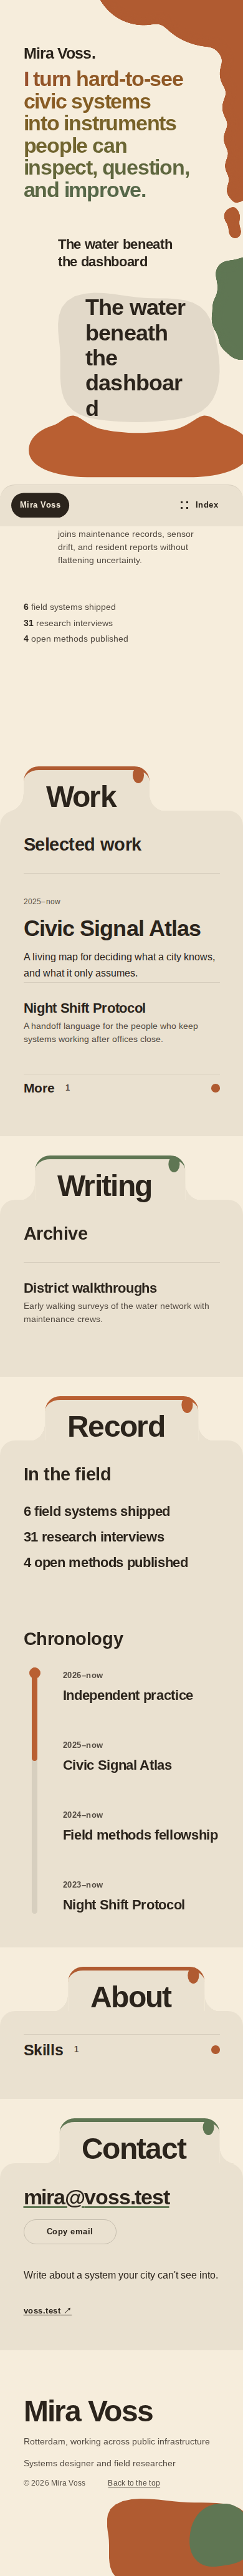 Mira Voss.
I turn hard-to-see
civic systems
into instruments
people can
inspect, question,
and improve.
The water beneath
the dashboard
The water
beneath
the
dashboar
d
Mira Voss
Index
joins maintenance records, sensor
drift, and resident reports without
flattening uncertainty.
6 field systems shipped
31 research interviews
4 open methods published
Work
Selected work
2025–now
Civic Signal Atlas
A living map for deciding what a city knows,
and what it only assumes.
Night Shift Protocol
A handoff language for the people who keep
systems working after offices close.
More 1
Writing
Archive
District walkthroughs
Early walking surveys of the water network with
maintenance crews.
Record
In the field
6 field systems shipped
31 research interviews
4 open methods published
Chronology
2026–now
Independent practice
2025–now
Civic Signal Atlas
2024–now
Field methods fellowship
2023–now
Night Shift Protocol
About
Skills 1
Contact
mira@voss.test
Copy email
Write about a system your city can't see into.
voss.test ↗
Mira Voss
Rotterdam, working across public infrastructure
Systems designer and field researcher
© 2026 Mira Voss Back to the top